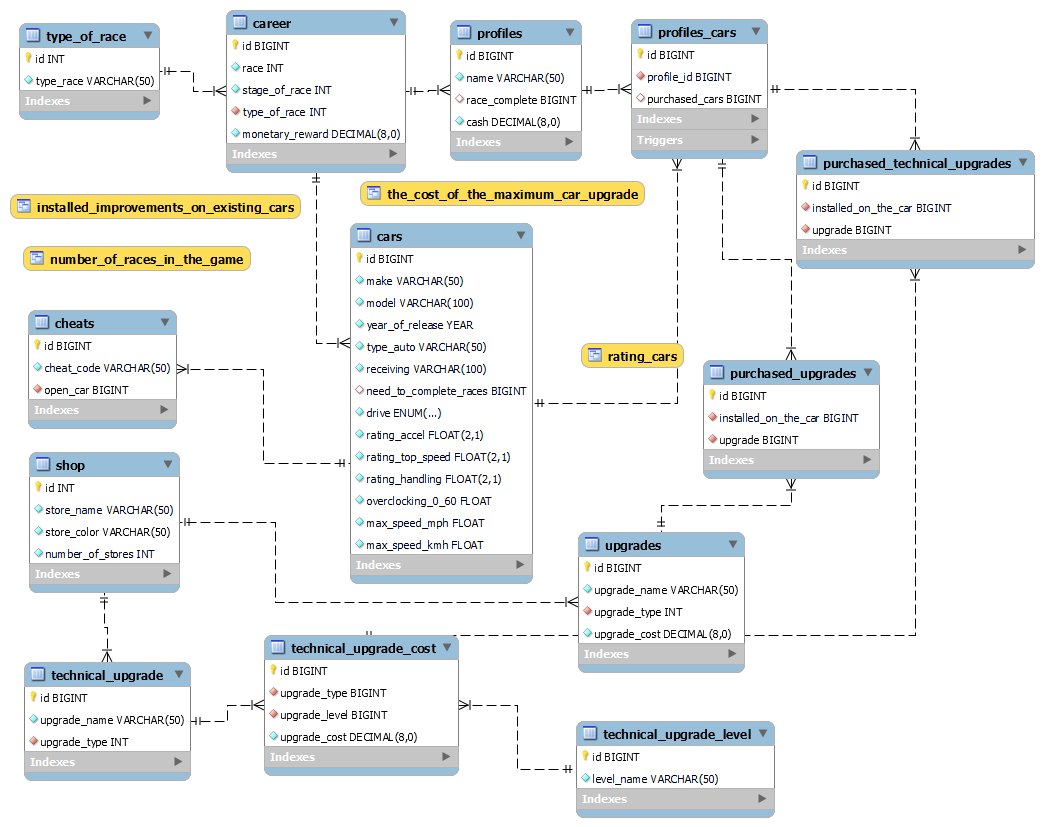 type_of_race
id INT
type_race VARCHAR(50)
Indexes
career
id BIGINT
race INT
stage_of_race INT
type_of_race INT
monetary_reward DECIMAL(8,0)
Indexes
profiles
id BIGINT
name VARCHAR(50)
race_complete BIGINT
cash DECIMAL(8,0)
Indexes
profiles_cars
id BIGINT
profile_id BIGINT
purchased_cars BIGINT
Indexes
Triggers
purchased_technical_upgrades
id BIGINT
installed_on_the_car BIGINT
upgrade BIGINT
Indexes
installed_improvements_on_existing_cars
the_cost_of_the_maximum_car_upgrade
number_of_races_in_the_game
cars
id BIGINT
make VARCHAR(50)
model VARCHAR(100)
year_of_release YEAR
type_auto VARCHAR(50)
receiving VARCHAR(100)
need_to_complete_races BIGINT
drive ENUM(...)
rating_accel FLOAT(2,1)
rating_top_speed FLOAT(2,1)
rating_handling FLOAT(2,1)
overclocking_0_60 FLOAT
max_speed_mph FLOAT
max_speed_kmh FLOAT
Indexes
cheats
id BIGINT
cheat_code VARCHAR(50)
open_car BIGINT
Indexes
rating_cars
purchased_upgrades
id BIGINT
installed_on_the_car BIGINT
upgrade BIGINT
Indexes
shop
id INT
store_name VARCHAR(50)
store_color VARCHAR(50)
number_of_stores INT
Indexes
upgrades
id BIGINT
upgrade_name VARCHAR(50)
upgrade_type INT
upgrade_cost DECIMAL(8,0)
Indexes
technical_upgrade
id BIGINT
upgrade_name VARCHAR(50)
upgrade_type INT
Indexes
technical_upgrade_cost
id BIGINT
upgrade_type BIGINT
upgrade_level BIGINT
upgrade_cost DECIMAL(8,0)
Indexes
technical_upgrade_level
id BIGINT
level_name VARCHAR(50)
Indexes